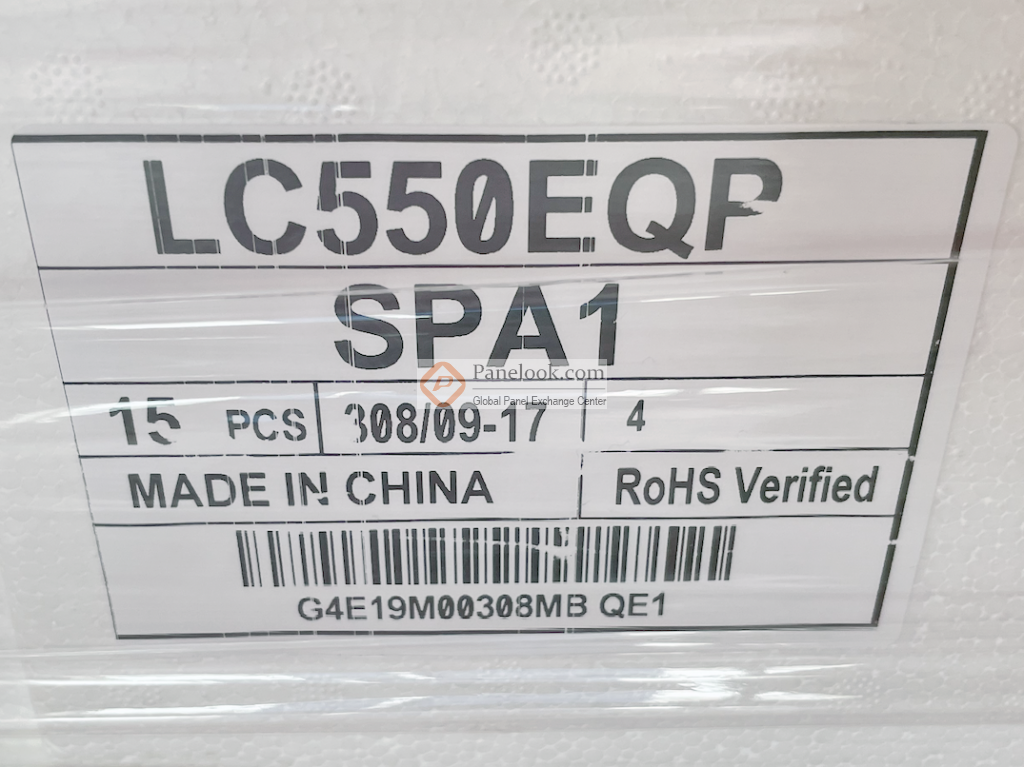 LC550EQP
SPA1
Panelook.com
Global Panel Exchange Center
15 PCS 308/09-17 4
MADE IN CHINA RoHS Verified
G4E19M00308MB QE1